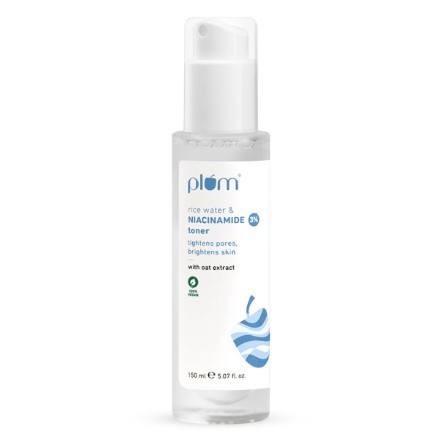 plum
rice water &
NIACINAMIDE 3%
toner
tightens pores,
brightens skin
with oat extract
100%
VEGAN
150 ml ℮ 5.07 fl. oz.